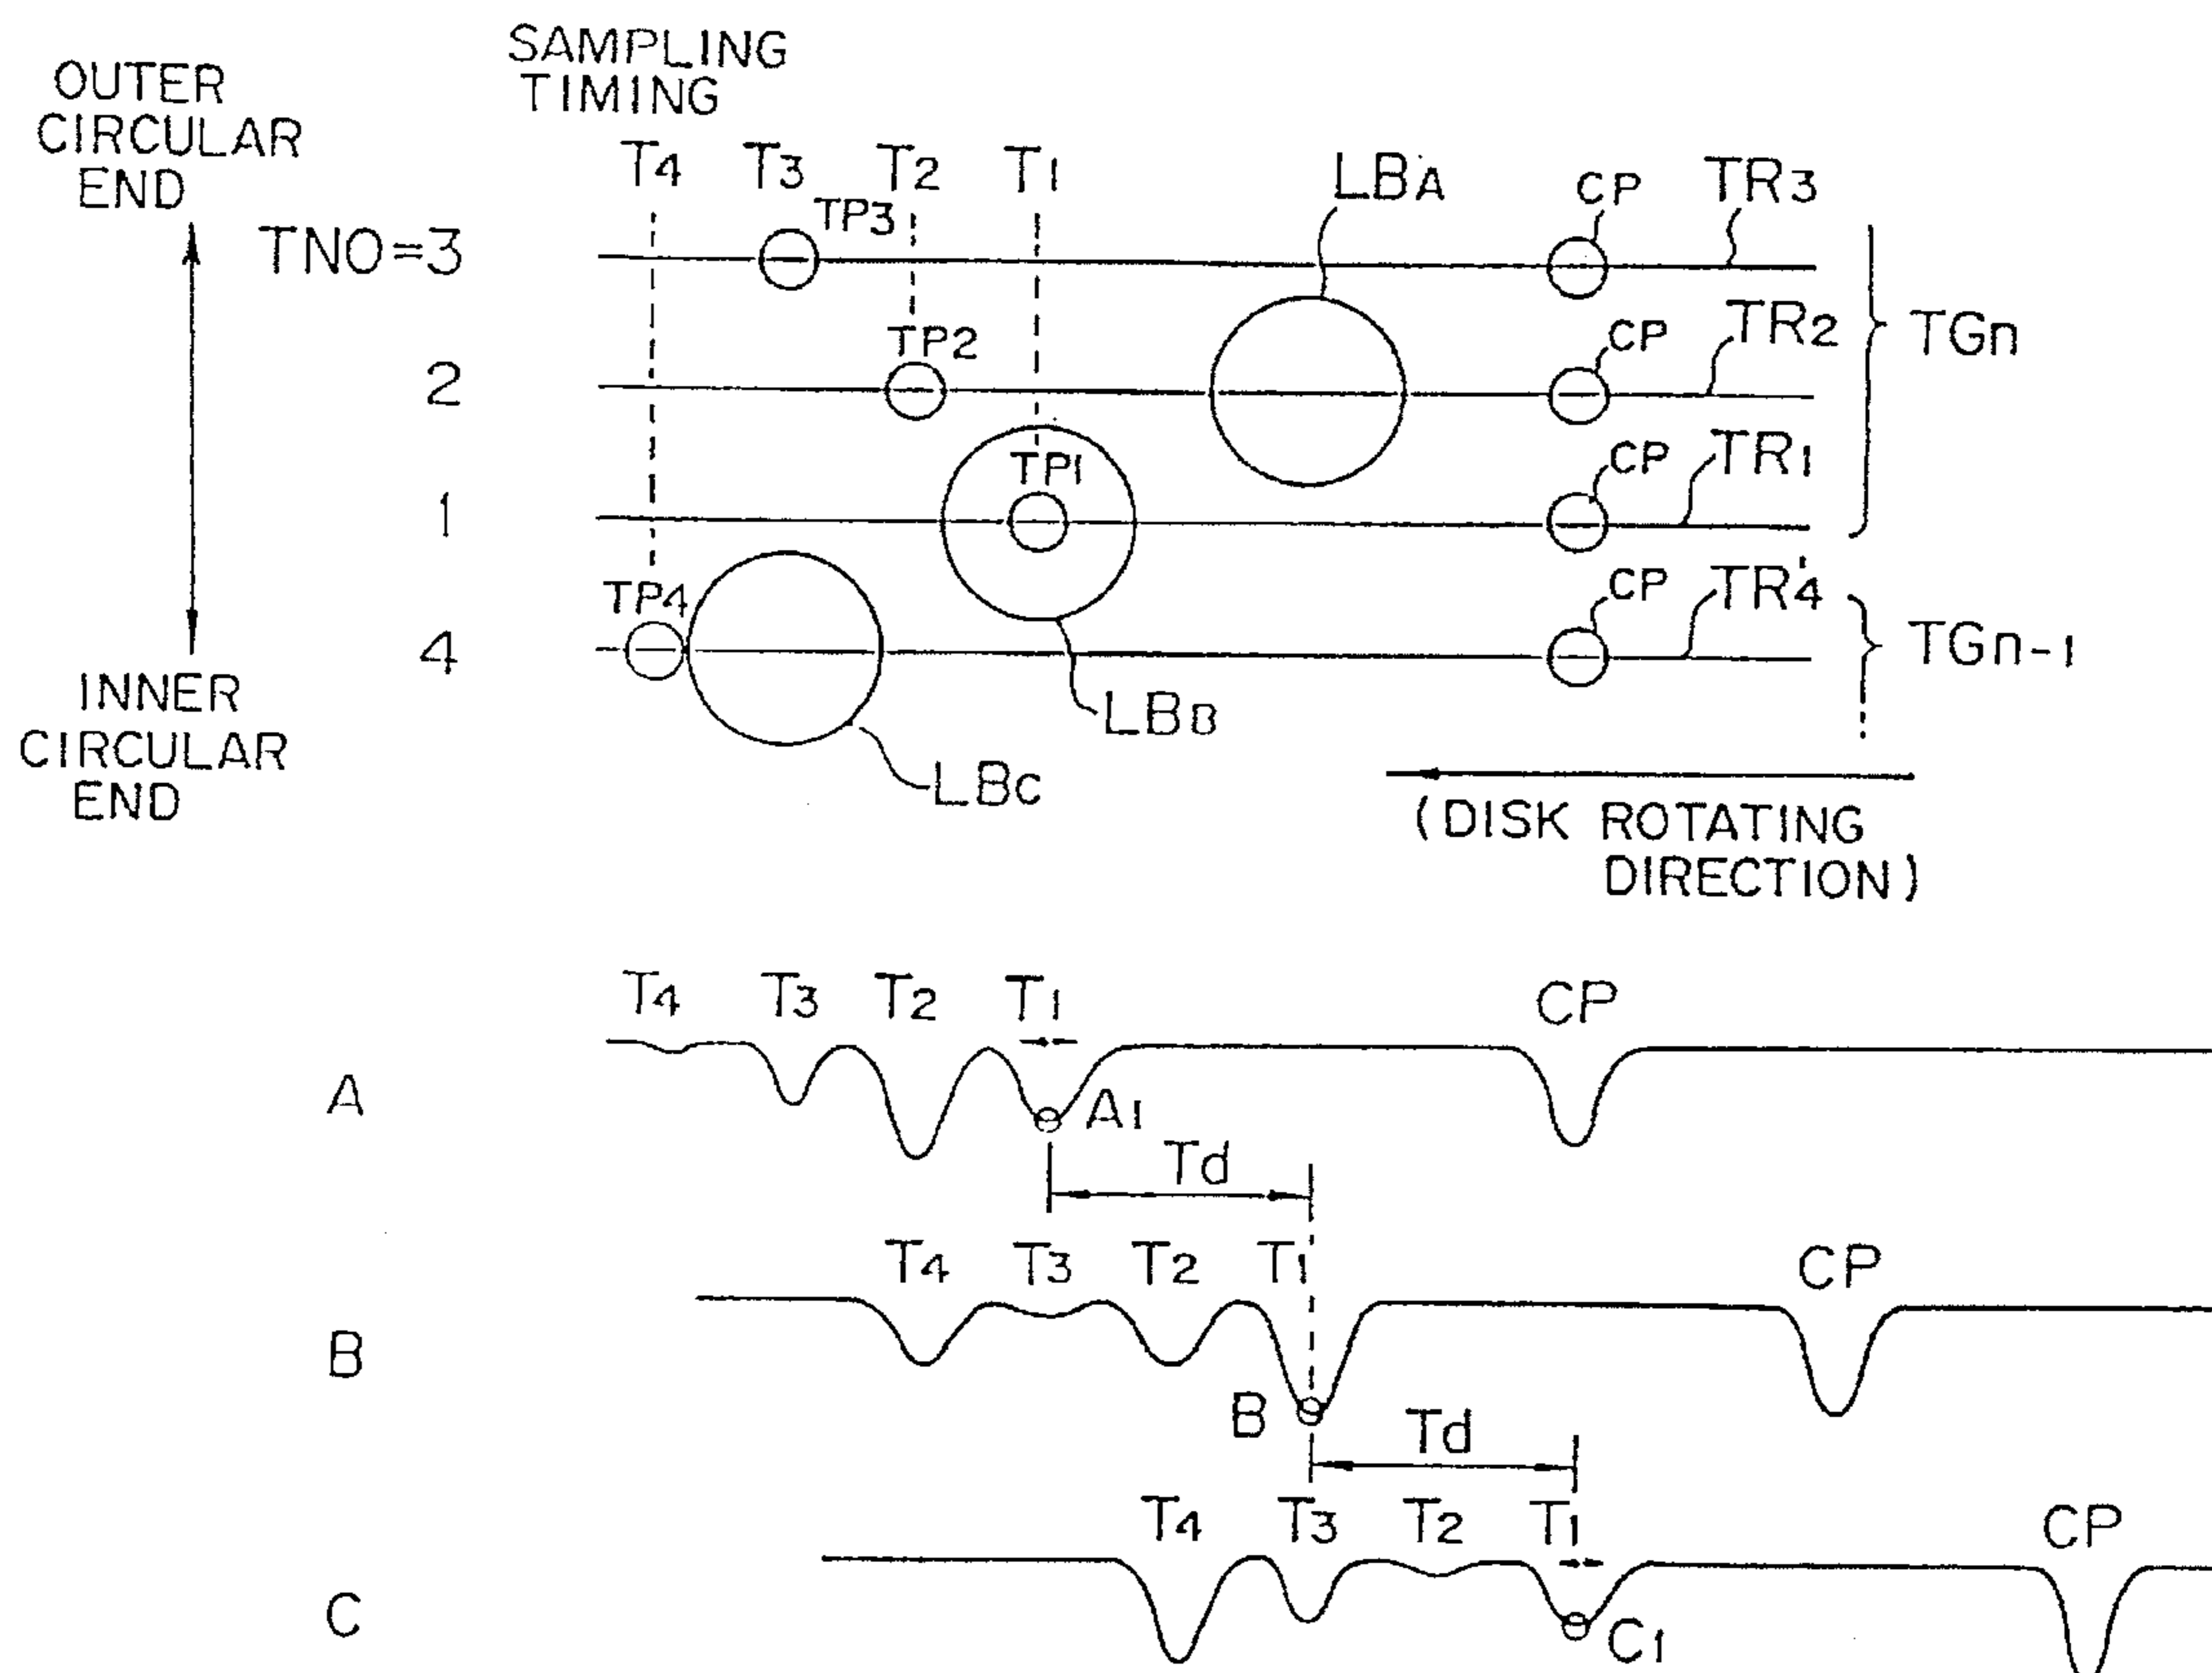 SAMPLING
TIMING
OUTER
CIRCULAR
END
T4 T3 T2 T1 LBA CP TR3
TP3
TNO=3
TP2 CP TR2 TGn
2
TP1 CP TR1
1
TP4 CP TR'4
4 TGn-1
INNER
CIRCULAR
END
LBB
LBC
(DISK ROTATING
DIRECTION)
T4 T3 T2 T1 CP
A A1
Td
T4 T3 T2 T1 CP
B B
Td
T4 T3 T2 T1 CP
C C1